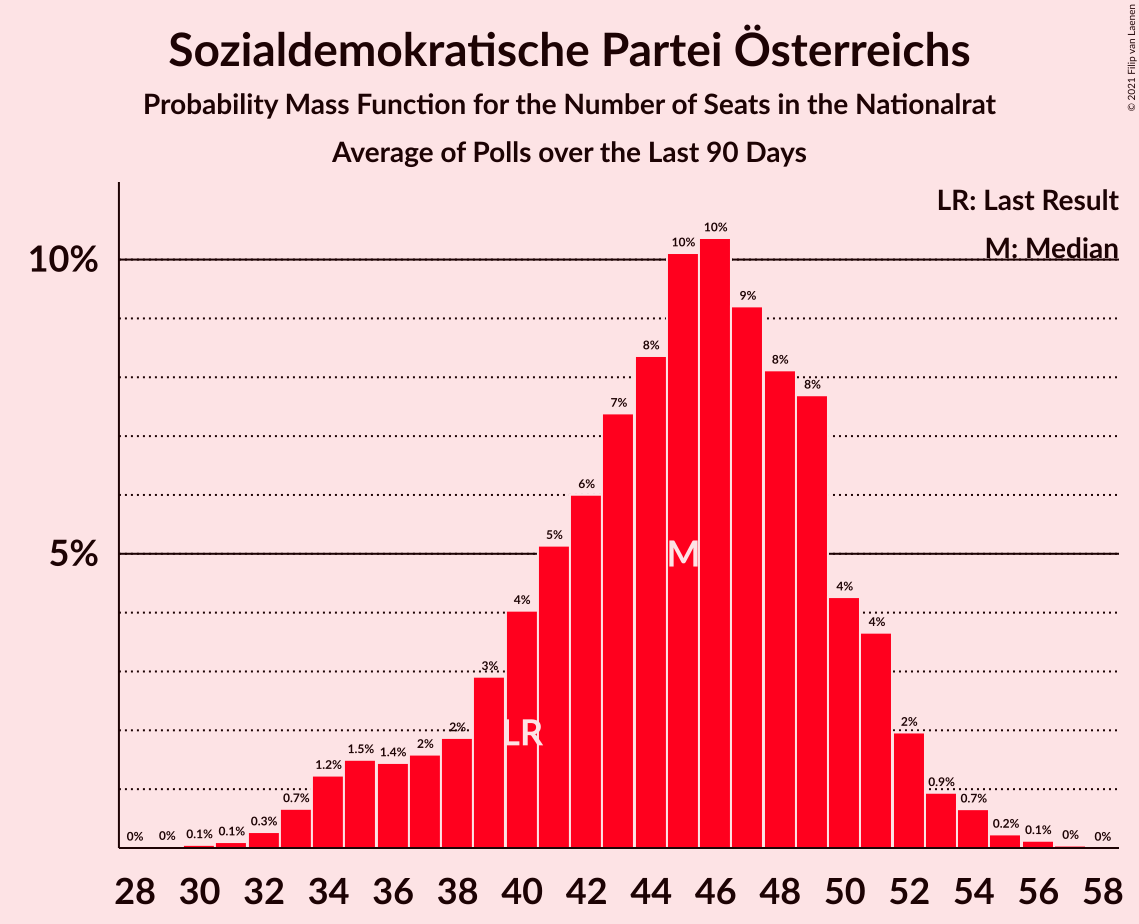 Sozialdemokratische Partei Österreichs
Probability Mass Function for the Number of Seats in the Nationalrat
Average of Polls over the Last 90 Days
© 2021 Filip van Laenen
LR: Last Result
M: Median
10%
5%
0% 0% 0.1% 0.1% 0.3% 0.7% 1.2% 1.5% 1.4% 2% 2% 3% 4% 5% 6% 7% 8% 10% 10% 9% 8% 8% 4% 4% 2% 0.9% 0.7% 0.2% 0.1% 0% 0%
M
LR
28 30 32 34 36 38 40 42 44 46 48 50 52 54 56 58